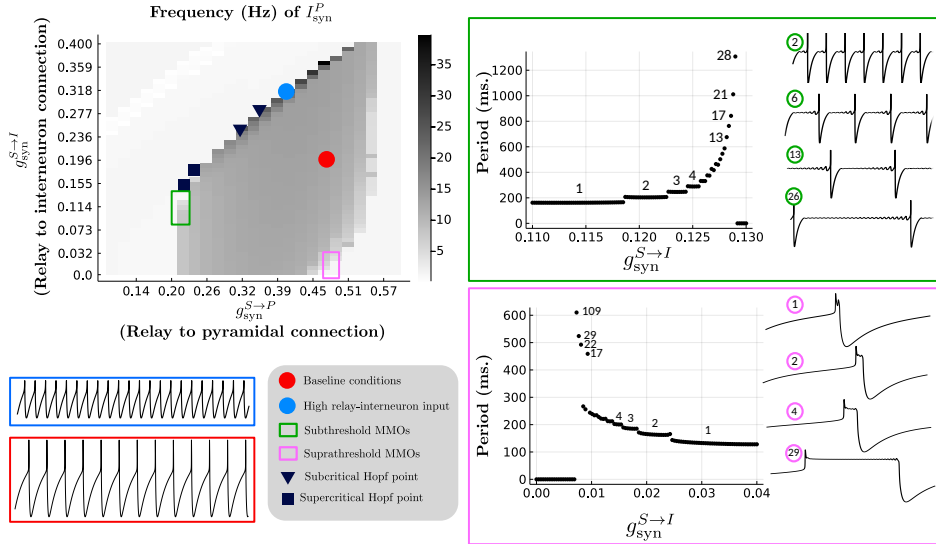 Frequency (Hz) of I_syn^P
g_syn^{S→I}
(Relay to interneuron connection)
0.400
0.359
0.318
0.277
0.236
0.196
0.155
0.114
0.073
0.032
0.0
0.14 0.20 0.26 0.32 0.39 0.45 0.51 0.57
g_syn^{S→P}
(Relay to pyramidal connection)
35
30
25
20
15
10
5
Baseline conditions
High relay-interneuron input
Subthreshold MMOs
Suprathreshold MMOs
Subcritical Hopf point
Supercritical Hopf point
Period (ms.)
1200
1000
800
600
400
200
0
28
21
17
13
1 2 3 4
0.110 0.115 0.120 0.125 0.130
g_syn^{S→I}
2
6
13
26
Period (ms.)
600
500
400
300
200
100
0
109
29
22
17
4 3 2 1
0.00 0.01 0.02 0.03 0.04
g_syn^{S→I}
1
2
4
29